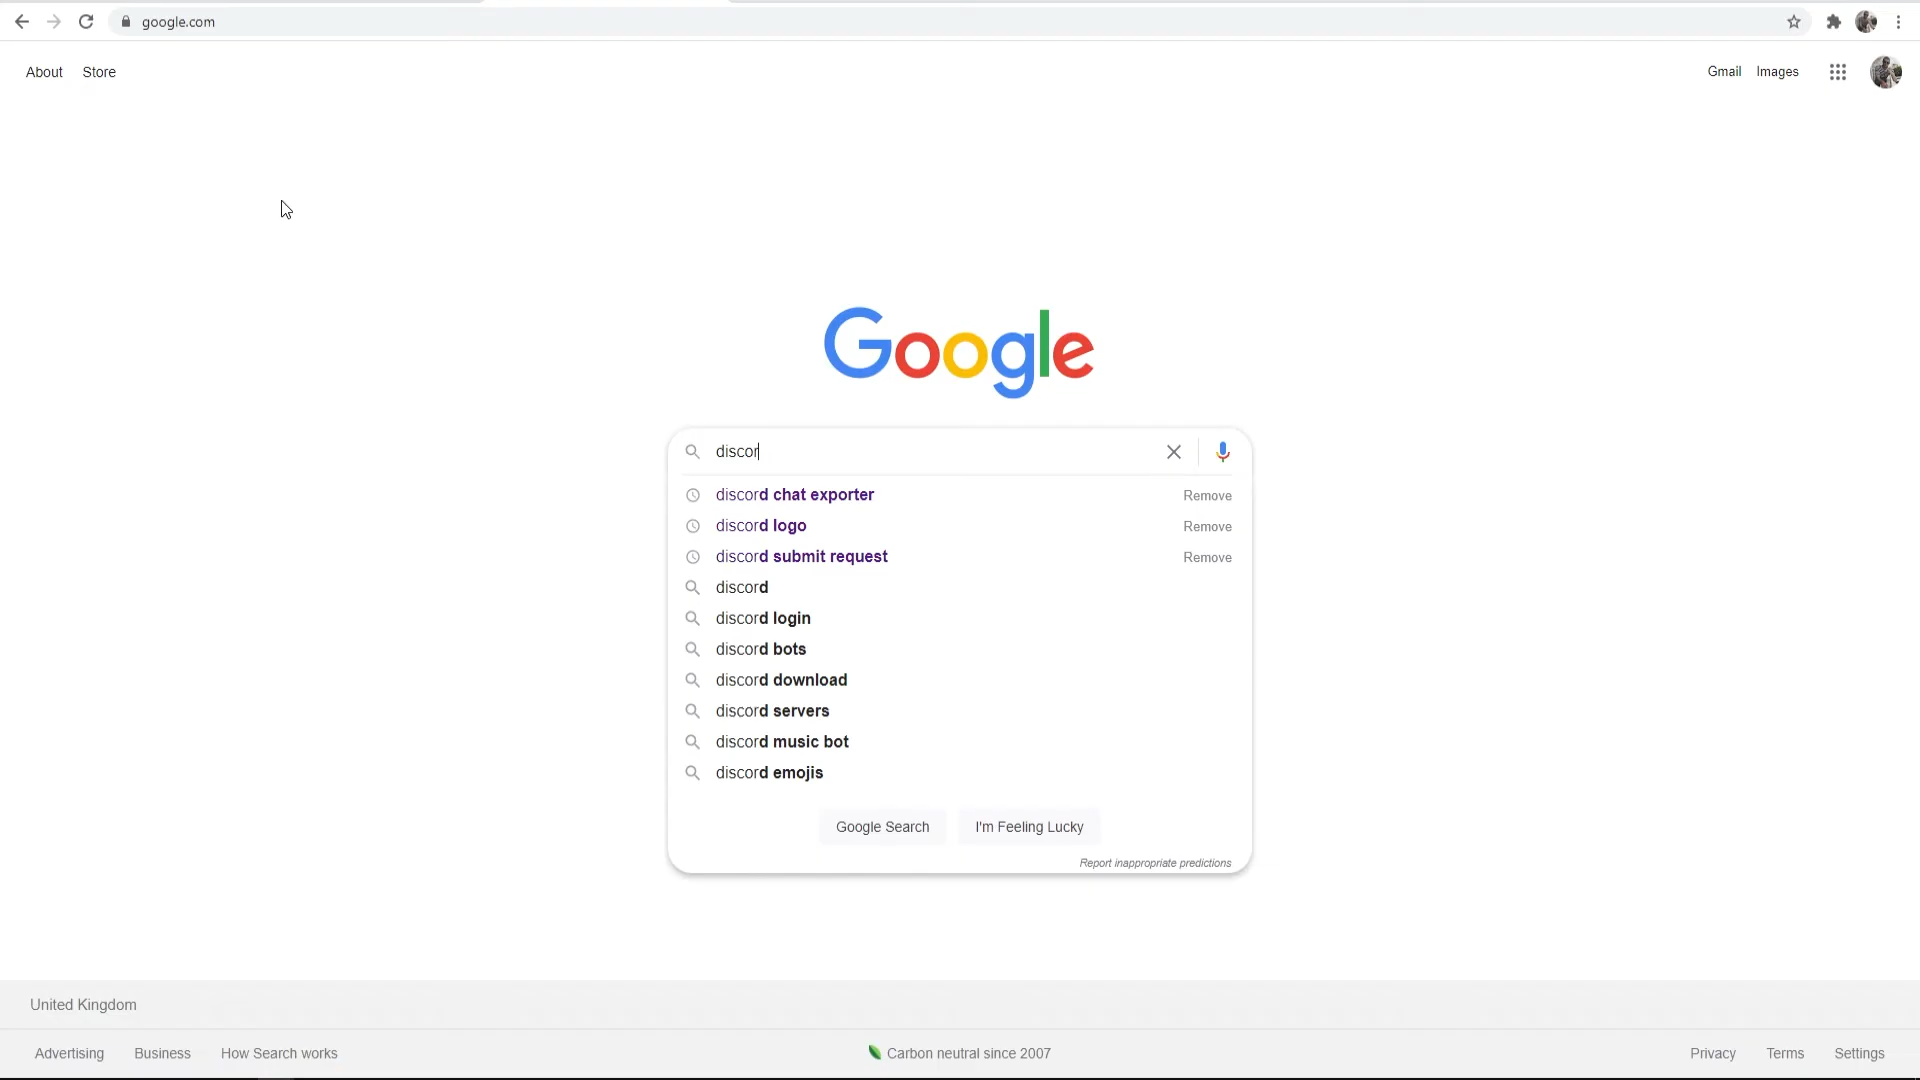 google.com
About Store
Gmail Images
Google
discor
discord chat exporter Remove
discord logo Remove
discord submit request Remove
discord
discord login
discord bots
discord download
discord servers
discord music bot
discord emojis
Google Search I'm Feeling Lucky
Report inappropriate predictions
United Kingdom
Advertising Business How Search works
Carbon neutral since 2007
Privacy Terms Settings